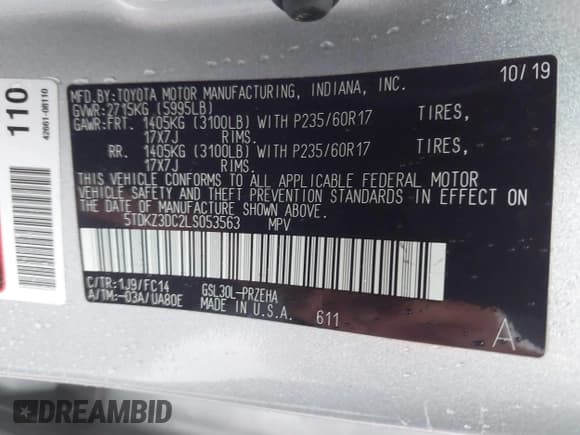 110
42661-08110
MFD.BY:TOYOTA MOTOR MANUFACTURING, INDIANA, INC. 10/19
GVWR:2715KG (5995LB)
GAWR:FRT. 1405KG (3100LB) WITH P235/60R17 TIRES,
17X7J RIMS.
RR. 1405KG (3100LB) WITH P235/60R17 TIRES,
17X7J RIMS.
THIS VEHICLE CONFORMS TO ALL APPLICABLE FEDERAL MOTOR
VEHICLE SAFETY AND THEFT PREVENTION STANDARDS IN EFFECT ON
THE DATE OF MANUFACTURE SHOWN ABOVE.
5TDKZ3DC2LS053563 MPV
C/TR:1J9/FC14 GSL30L-PRZEHA
A/TM:-03A/UA80E MADE IN U.S.A. 611 A
DREAMBID